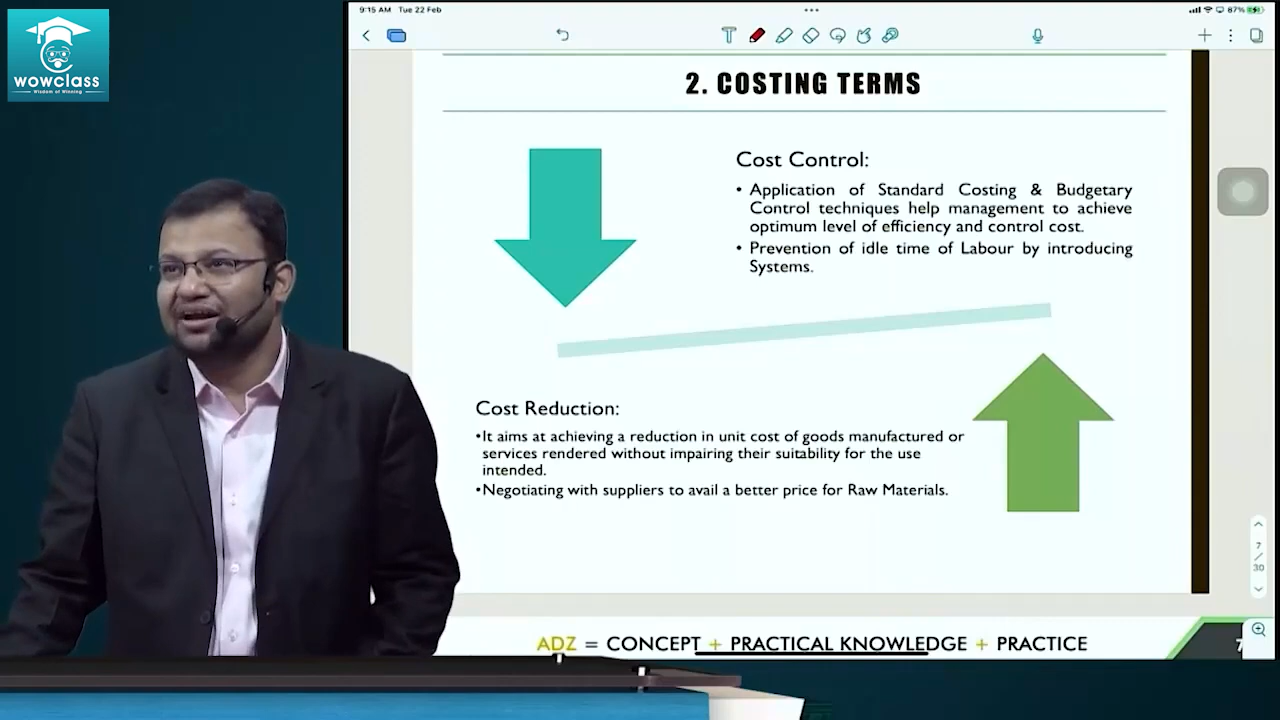 wowclass
Wisdom of Winning
9:15 AM Tue 22 Feb
87%
2. COSTING TERMS
Cost Control:
• Application of Standard Costing & Budgetary
Control techniques help management to achieve
optimum level of efficiency and control cost.
• Prevention of idle time of Labour by introducing
Systems.
Cost Reduction:
•It aims at achieving a reduction in unit cost of goods manufactured or
services rendered without impairing their suitability for the use
intended.
•Negotiating with suppliers to avail a better price for Raw Materials.
7
30
ADZ = CONCEPT + PRACTICAL KNOWLEDGE + PRACTICE
7